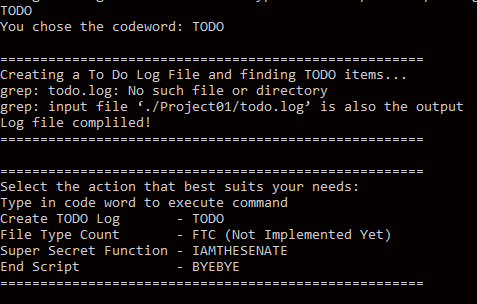 TODO
You chose the codeword: TODO
====================================================
Creating a To Do Log File and finding TODO items...
grep: todo.log: No such file or directory
grep: input file ‘./Project01/todo.log’ is also the output
Log file compliled!
====================================================
====================================================
Select the action that best suits your needs:
Type in code word to execute command
Create TODO Log       - TODO
File Type Count       - FTC (Not Implemented Yet)
Super Secret Function - IAMTHESENATE
End Script            - BYEBYE
====================================================